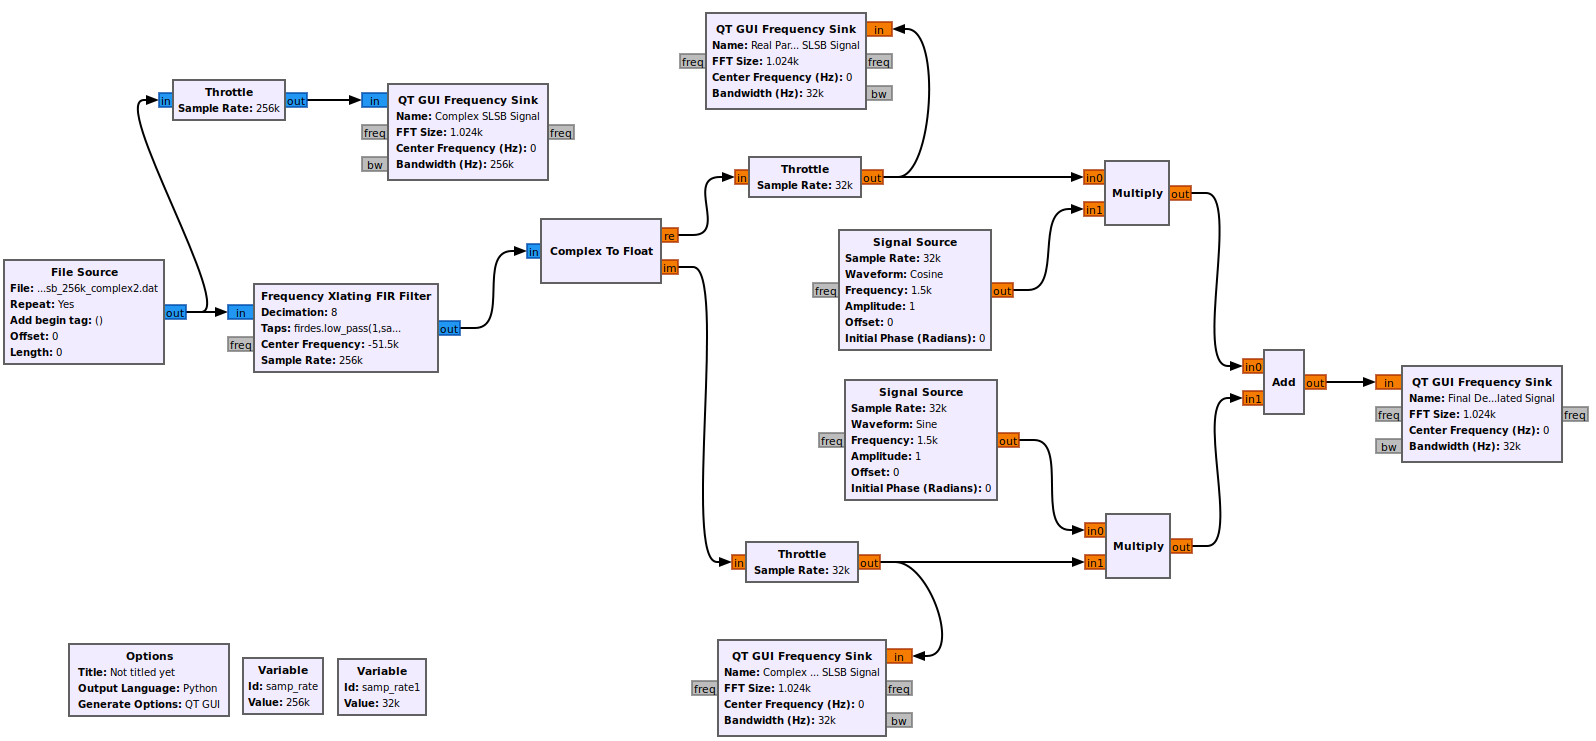 Throttle
Sample Rate: 256k
in
out
in
freq
bw
QT GUI Frequency Sink
Name: Complex SLSB Signal
FFT Size: 1.024k
Center Frequency (Hz): 0
Bandwidth (Hz): 256k
freq
File Source
File: ...sb_256k_complex2.dat
Repeat: Yes
Add begin tag: ()
Offset: 0
Length: 0
out
in
freq
Frequency Xlating FIR Filter
Decimation: 8
Taps: firdes.low_pass(1,sa...
Center Frequency: -51.5k
Sample Rate: 256k
out
in
Complex To Float
re
im
QT GUI Frequency Sink
Name: Real Par... SLSB Signal
FFT Size: 1.024k
Center Frequency (Hz): 0
Bandwidth (Hz): 32k
freq
in
freq
bw
in
Throttle
Sample Rate: 32k
out
Signal Source
Sample Rate: 32k
Waveform: Cosine
Frequency: 1.5k
Amplitude: 1
Offset: 0
Initial Phase (Radians): 0
freq
out
in0
in1
Multiply
out
Signal Source
Sample Rate: 32k
Waveform: Sine
Frequency: 1.5k
Amplitude: 1
Offset: 0
Initial Phase (Radians): 0
freq
out
in
Throttle
Sample Rate: 32k
out
in0
in1
Multiply
out
in0
in1
Add
out
in
freq
bw
QT GUI Frequency Sink
Name: Final De...lated Signal
FFT Size: 1.024k
Center Frequency (Hz): 0
Bandwidth (Hz): 32k
freq
QT GUI Frequency Sink
Name: Complex ... SLSB Signal
FFT Size: 1.024k
Center Frequency (Hz): 0
Bandwidth (Hz): 32k
freq
in
freq
bw
Options
Title: Not titled yet
Output Language: Python
Generate Options: QT GUI
Variable
Id: samp_rate
Value: 256k
Variable
Id: samp_rate1
Value: 32k